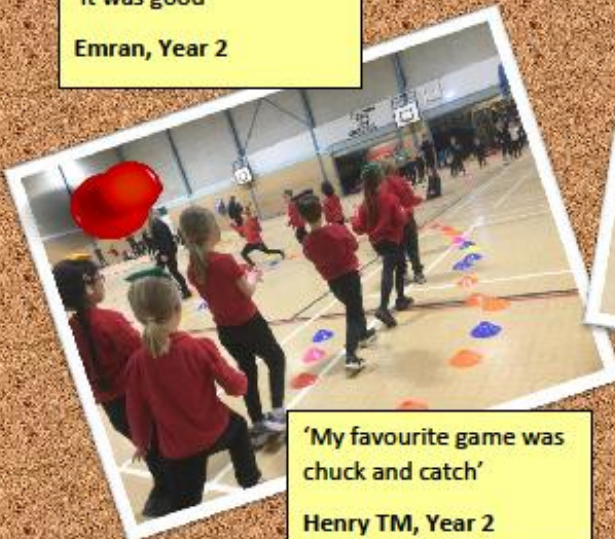 'It was good'
Emran, Year 2
'My favourite game was
chuck and catch'
Henry TM, Year 2